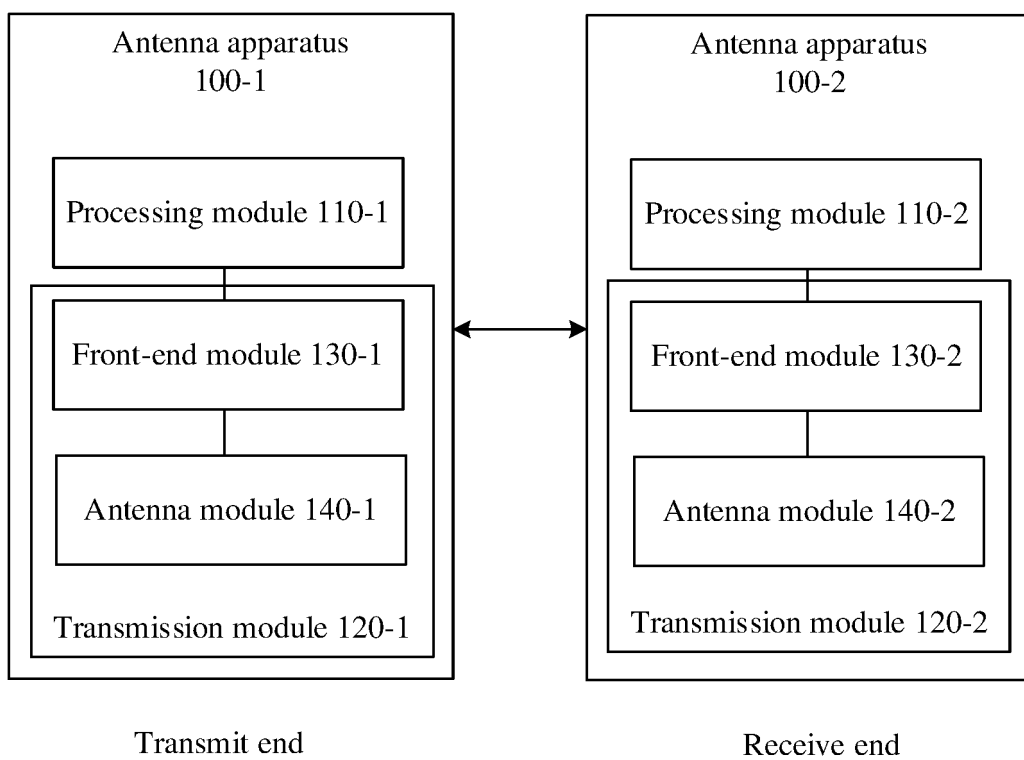 Antenna apparatus
100-1
Processing module 110-1
Front-end module 130-1
Antenna module 140-1
Transmission module 120-1
Transmit end
Antenna apparatus
100-2
Processing module 110-2
Front-end module 130-2
Antenna module 140-2
Transmission module 120-2
Receive end